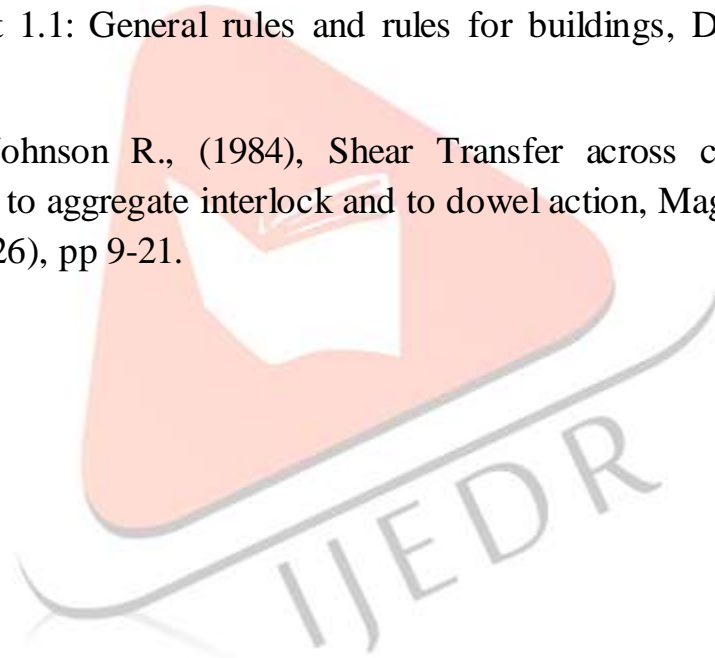 1.1: General rules and rules for buildings, D
ohnson R., (1984), Shear Transfer across c
to aggregate interlock and to dowel action, Mag
26), pp 9-21.
IJEDR